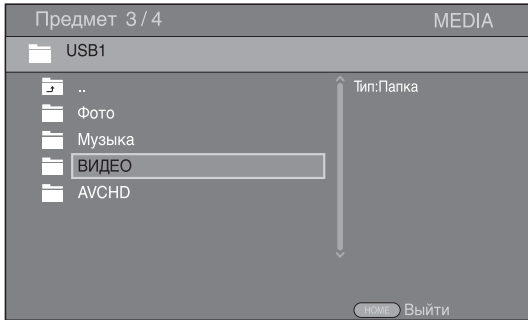 Предмет 3 / 4 MEDIA
USB1
..
Тип:Папка
Фото
Музыка
ВИДЕО
AVCHD
HOME Выйти